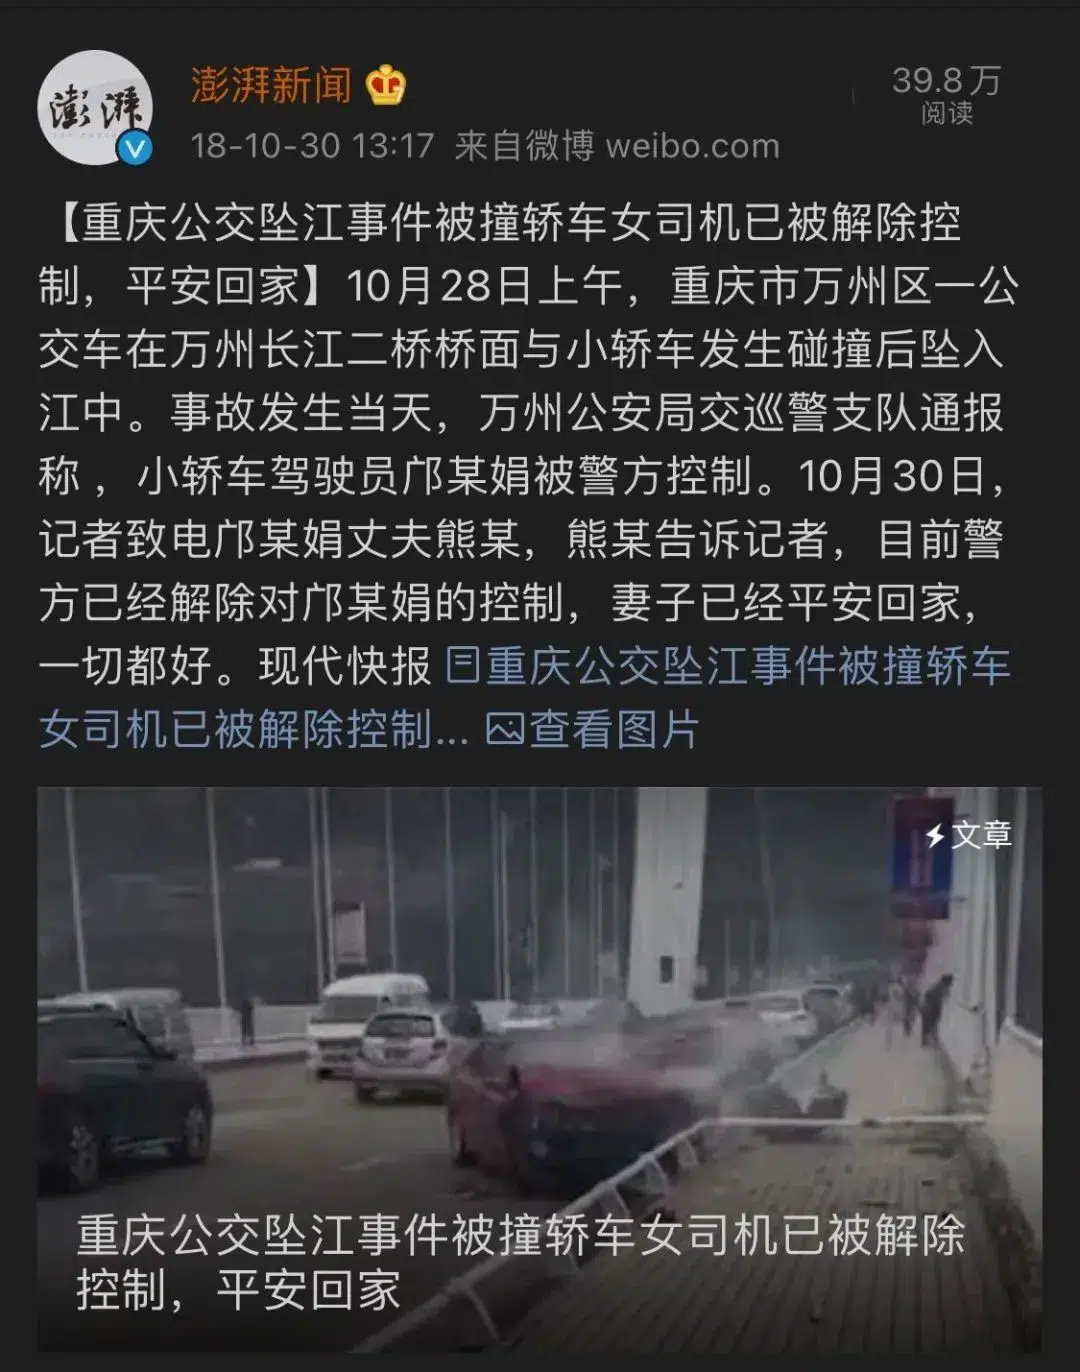 澎湃
澎湃新闻
39.8万
阅读
18-10-30 13:17 来自微博 weibo.com
【重庆公交坠江事件被撞轿车女司机已被解除控
制，平安回家】10月28日上午，重庆市万州区一公
交车在万州长江二桥桥面与小轿车发生碰撞后坠入
江中。事故发生当天，万州公安局交巡警支队通报
称 ，小轿车驾驶员邝某娟被警方控制。10月30日，
记者致电邝某娟丈夫熊某，熊某告诉记者，目前警
方已经解除对邝某娟的控制，妻子已经平安回家，
一切都好。现代快报 重庆公交坠江事件被撞轿车
女司机已被解除控制... 查看图片
文章
重庆公交坠江事件被撞轿车女司机已被解除
控制，平安回家